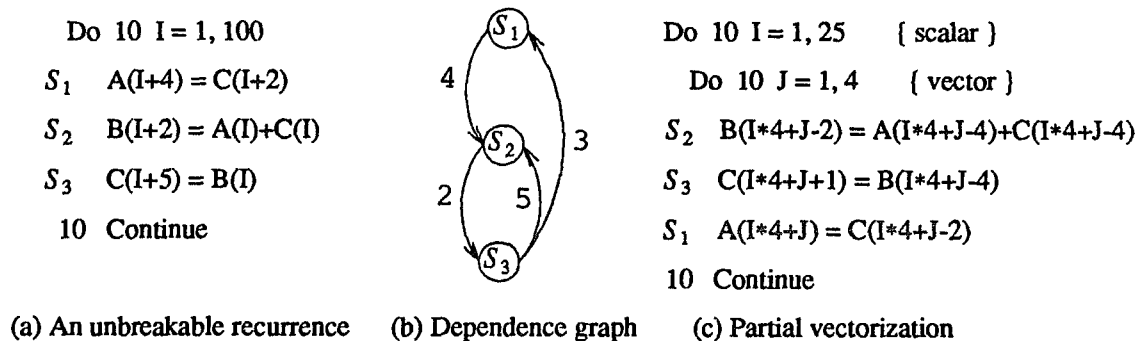 Do 10 I = 1, 100
S1 A(I+4) = C(I+2)
S2 B(I+2) = A(I)+C(I)
S3 C(I+5) = B(I)
10 Continue
(a) An unbreakable recurrence
S1
4
S2
3
2
5
S3
(b) Dependence graph
Do 10 I = 1, 25 { scalar }
Do 10 J = 1, 4 { vector }
S2 B(I*4+J-2) = A(I*4+J-4)+C(I*4+J-4)
S3 C(I*4+J+1) = B(I*4+J-4)
S1 A(I*4+J) = C(I*4+J-2)
10 Continue
(c) Partial vectorization